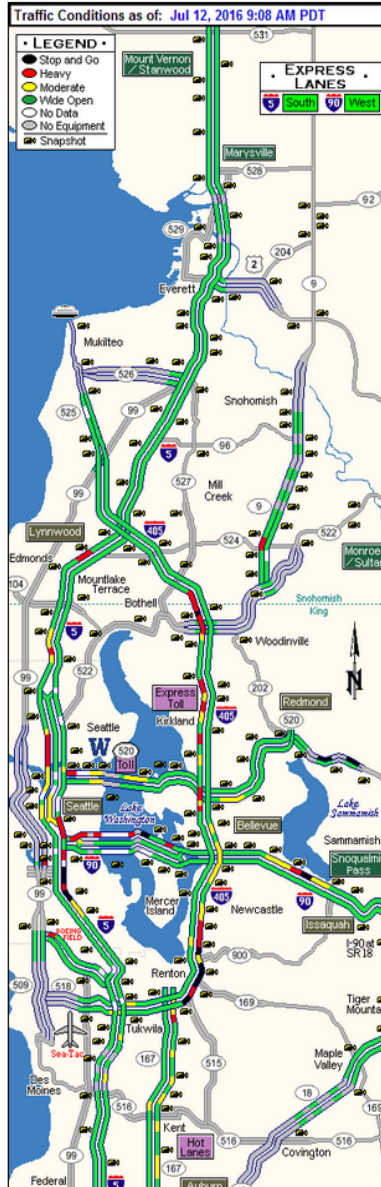 Traffic Conditions as of: Jul 12, 2016 9:08 AM PDT
· LEGEND ·
Stop and Go
Heavy
Moderate
Wide Open
No Data
No Equipment
Snapshot
531
Mount Vernon
/Stanwood
· EXPRESS
LANES ·
5 South 90 West
Marysville
528
92
529
204
2
Everett
9
Mukilteo
526
525
99
Snohomish
5
96
527
Mill
Creek
99
9
Lynnwood
405
524
522
Edmonds
Monroe
/Sultan
104
Mountlake
Terrace
Bothell
Snohomish
King
5
522
Woodinville
N
99
Express
Toll
202
Redmond
Kirkland
405
520
Seattle
W
520
Toll
Seattle
Lake
Washington
Bellevue
Lake
Sammamish
Sammamish
90
Snoqualmi
Pass
99
Mercer
Island
405
Newcastle
90
Issaquah
5
BOEING
FIELD
900
I-90 at
SR18
509
518
Renton
169
Tiger
Mounta
Sea-Tac
Tukwila
167
515
Maple
Valley
Des
Moines
516
18
169
Kent
516
516
Covington
99
Hot
Lanes
167
Federal
5
Auburn